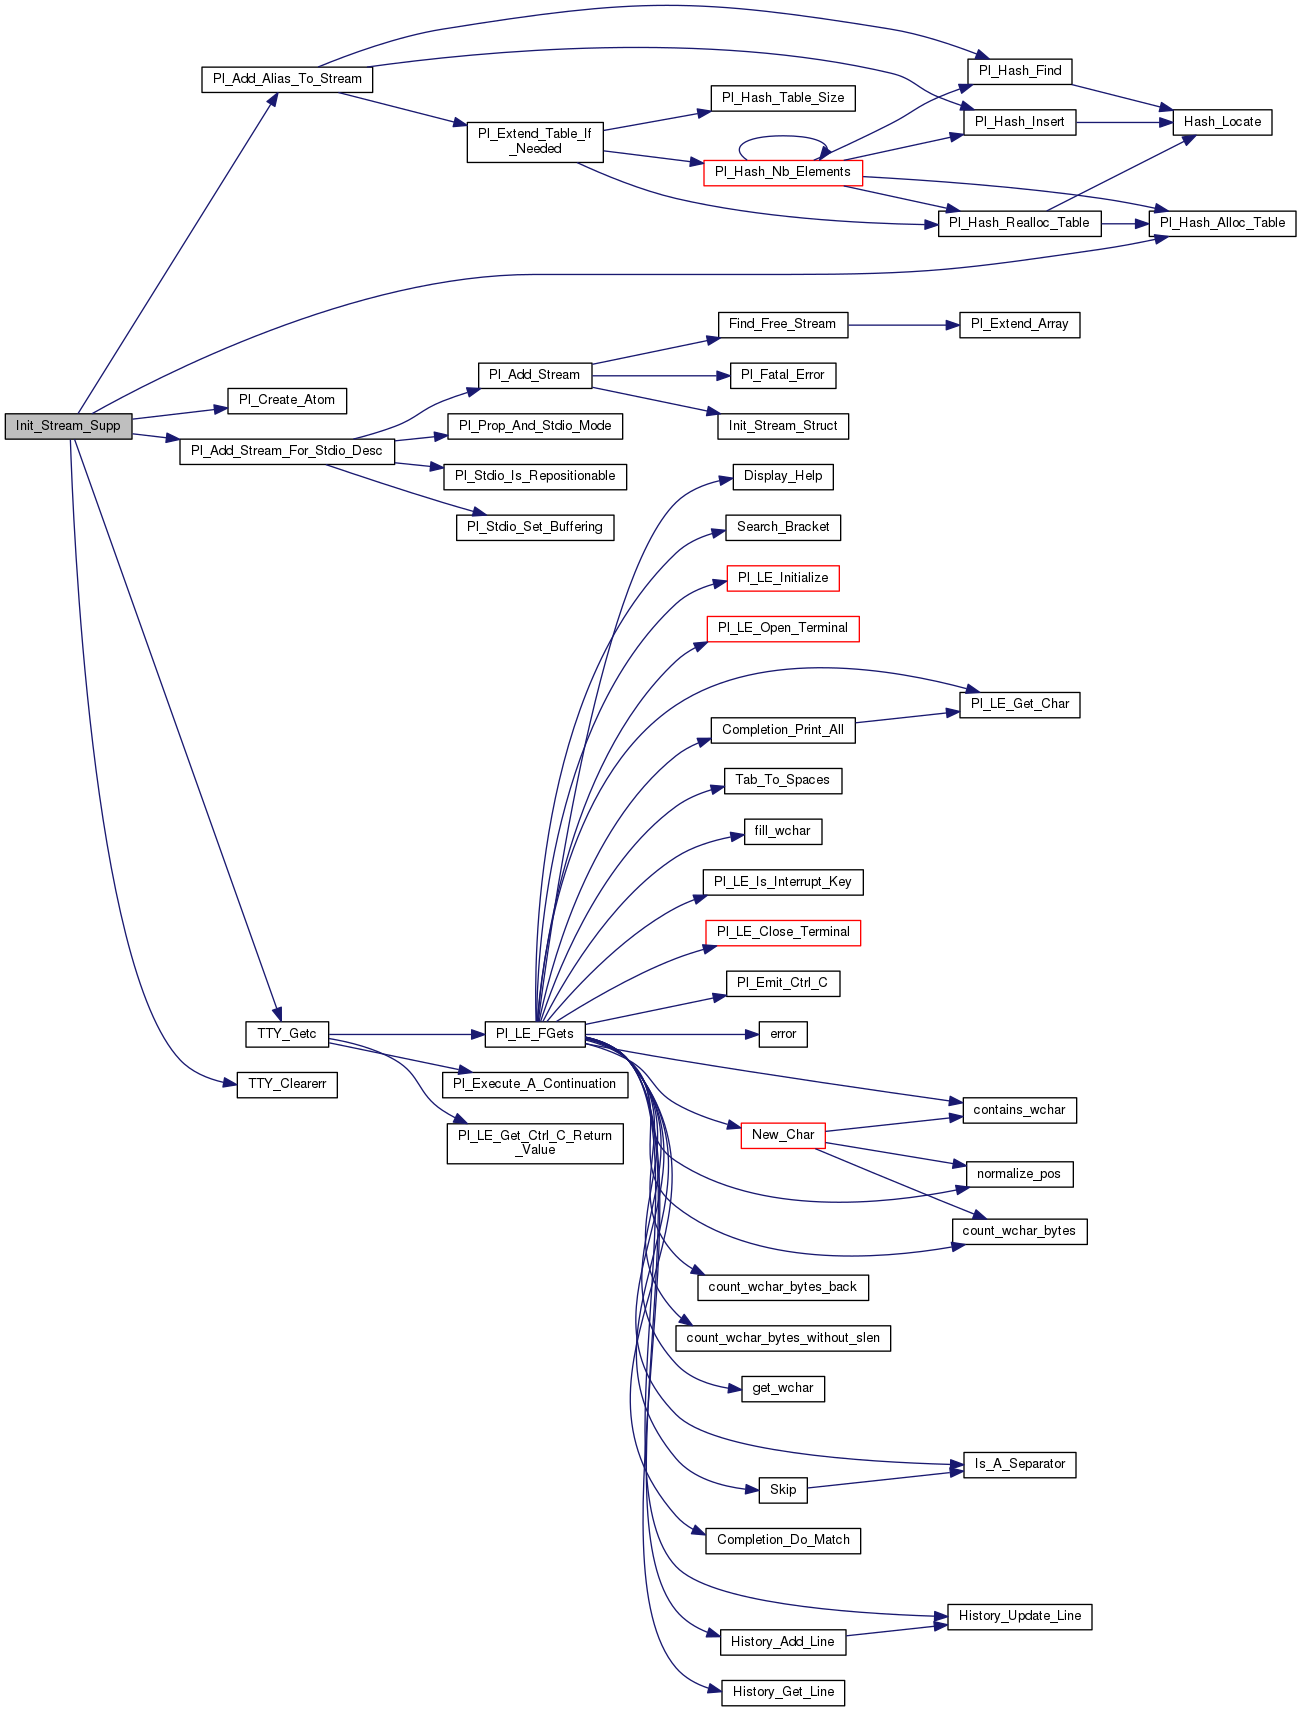 Pl_Add_Alias_To_Stream
Pl_Hash_Find
Pl_Hash_Table_Size
Pl_Hash_Insert
Hash_Locate
Pl_Extend_Table_If
_Needed
Pl_Hash_Nb_Elements
Pl_Hash_Realloc_Table
Pl_Hash_Alloc_Table
Find_Free_Stream
Pl_Extend_Array
Pl_Add_Stream
Pl_Fatal_Error
Pl_Create_Atom
Init_Stream_Supp
Pl_Prop_And_Stdio_Mode
Init_Stream_Struct
Pl_Add_Stream_For_Stdio_Desc
Pl_Stdio_Is_Repositionable
Display_Help
Pl_Stdio_Set_Buffering
Search_Bracket
Pl_LE_Initialize
Pl_LE_Open_Terminal
Pl_LE_Get_Char
Completion_Print_All
Tab_To_Spaces
fill_wchar
Pl_LE_Is_Interrupt_Key
Pl_LE_Close_Terminal
Pl_Emit_Ctrl_C
TTY_Getc
Pl_LE_FGets
error
TTY_Clearerr
Pl_Execute_A_Continuation
contains_wchar
Pl_LE_Get_Ctrl_C_Return
_Value
New_Char
normalize_pos
count_wchar_bytes
count_wchar_bytes_back
count_wchar_bytes_without_slen
get_wchar
Is_A_Separator
Skip
Completion_Do_Match
History_Update_Line
History_Add_Line
History_Get_Line